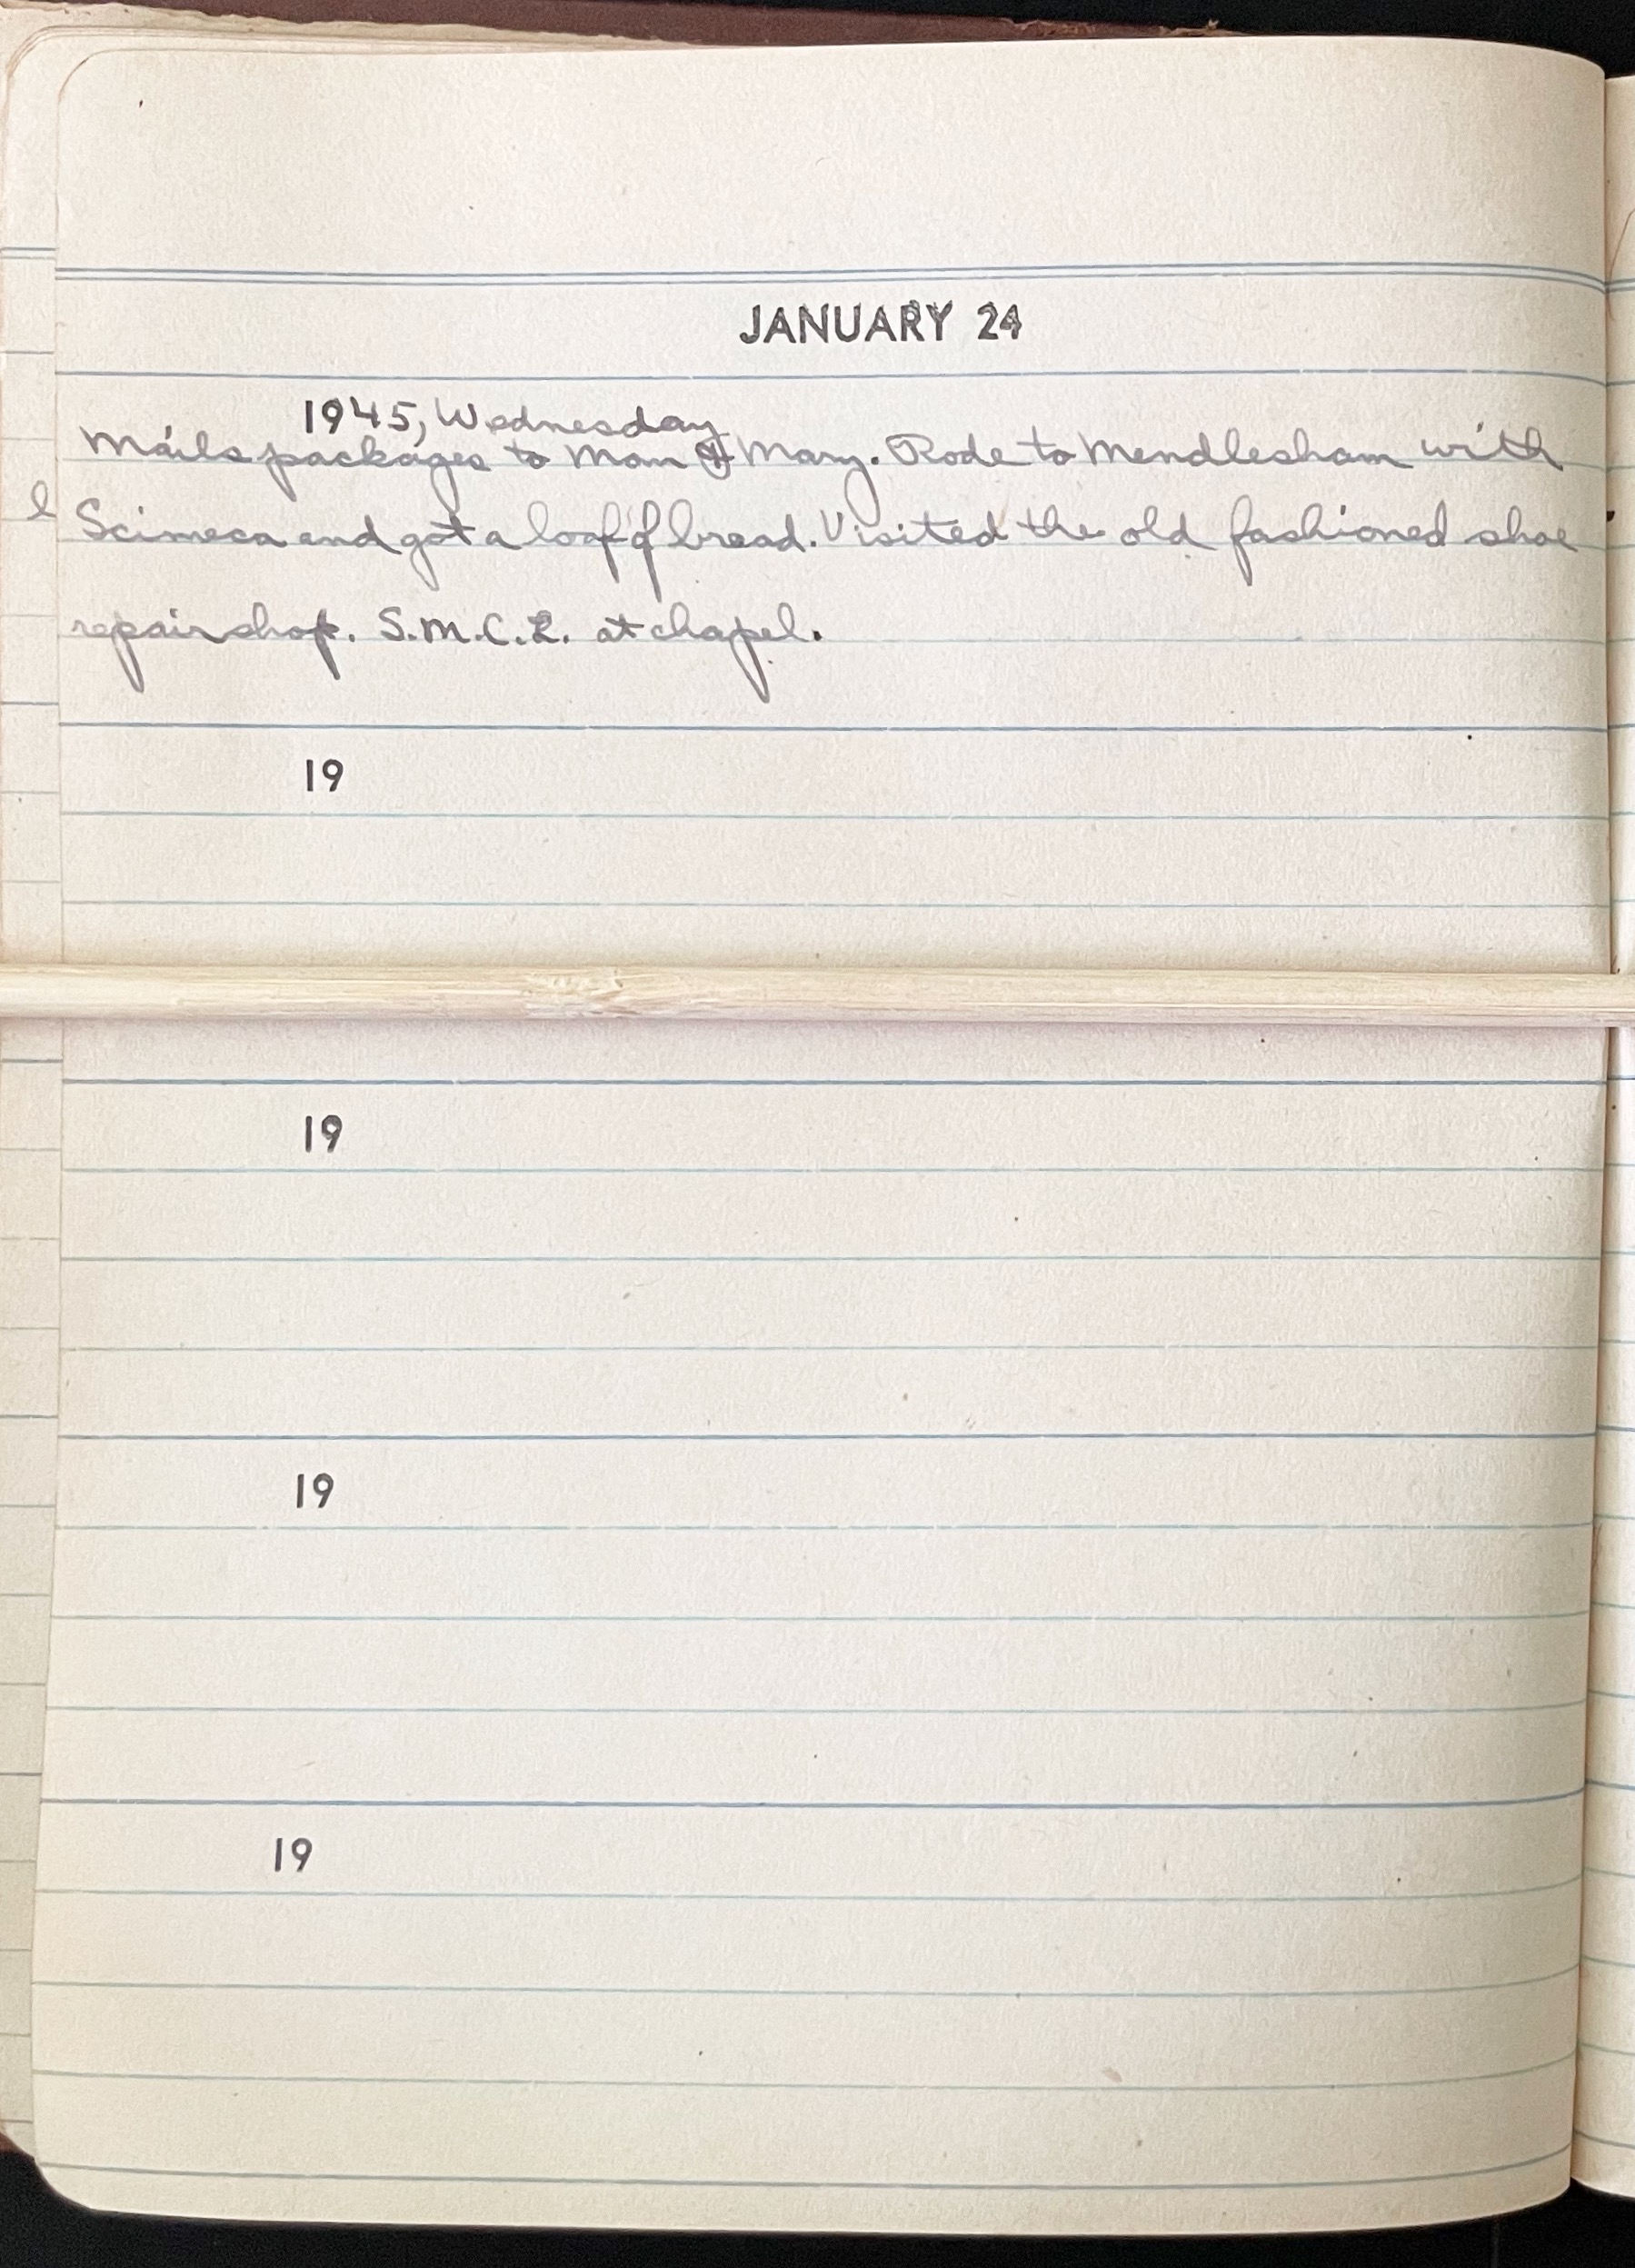 JANUARY 24
1945, Wednesday
Mails packages to Mom & Mary. Rode to Mendlesham with
Scimeca and got a loaf of bread. Visited the old fashioned shoe
repair shop. S.M.C.L. at chapel.
19
19
19
19